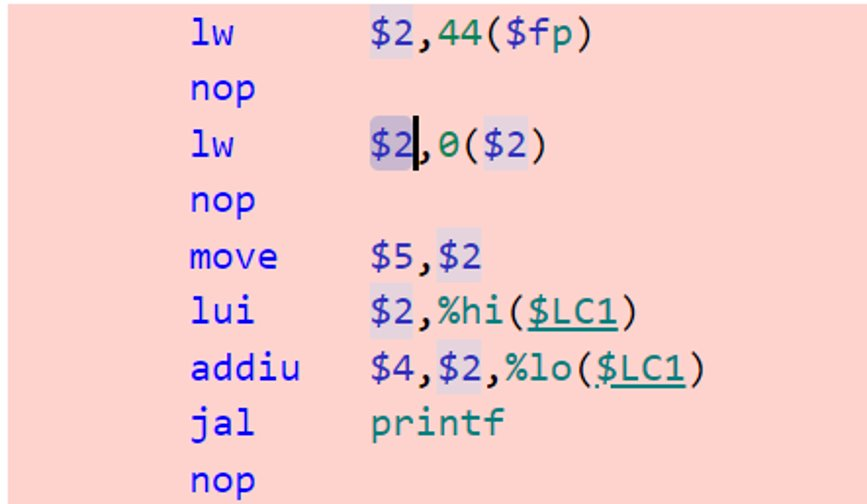 lw $2,44($fp)
nop
lw $2,0($2)
nop
move $5,$2
lui $2,%hi($LC1)
addiu $4,$2,%lo($LC1)
jal printf
nop